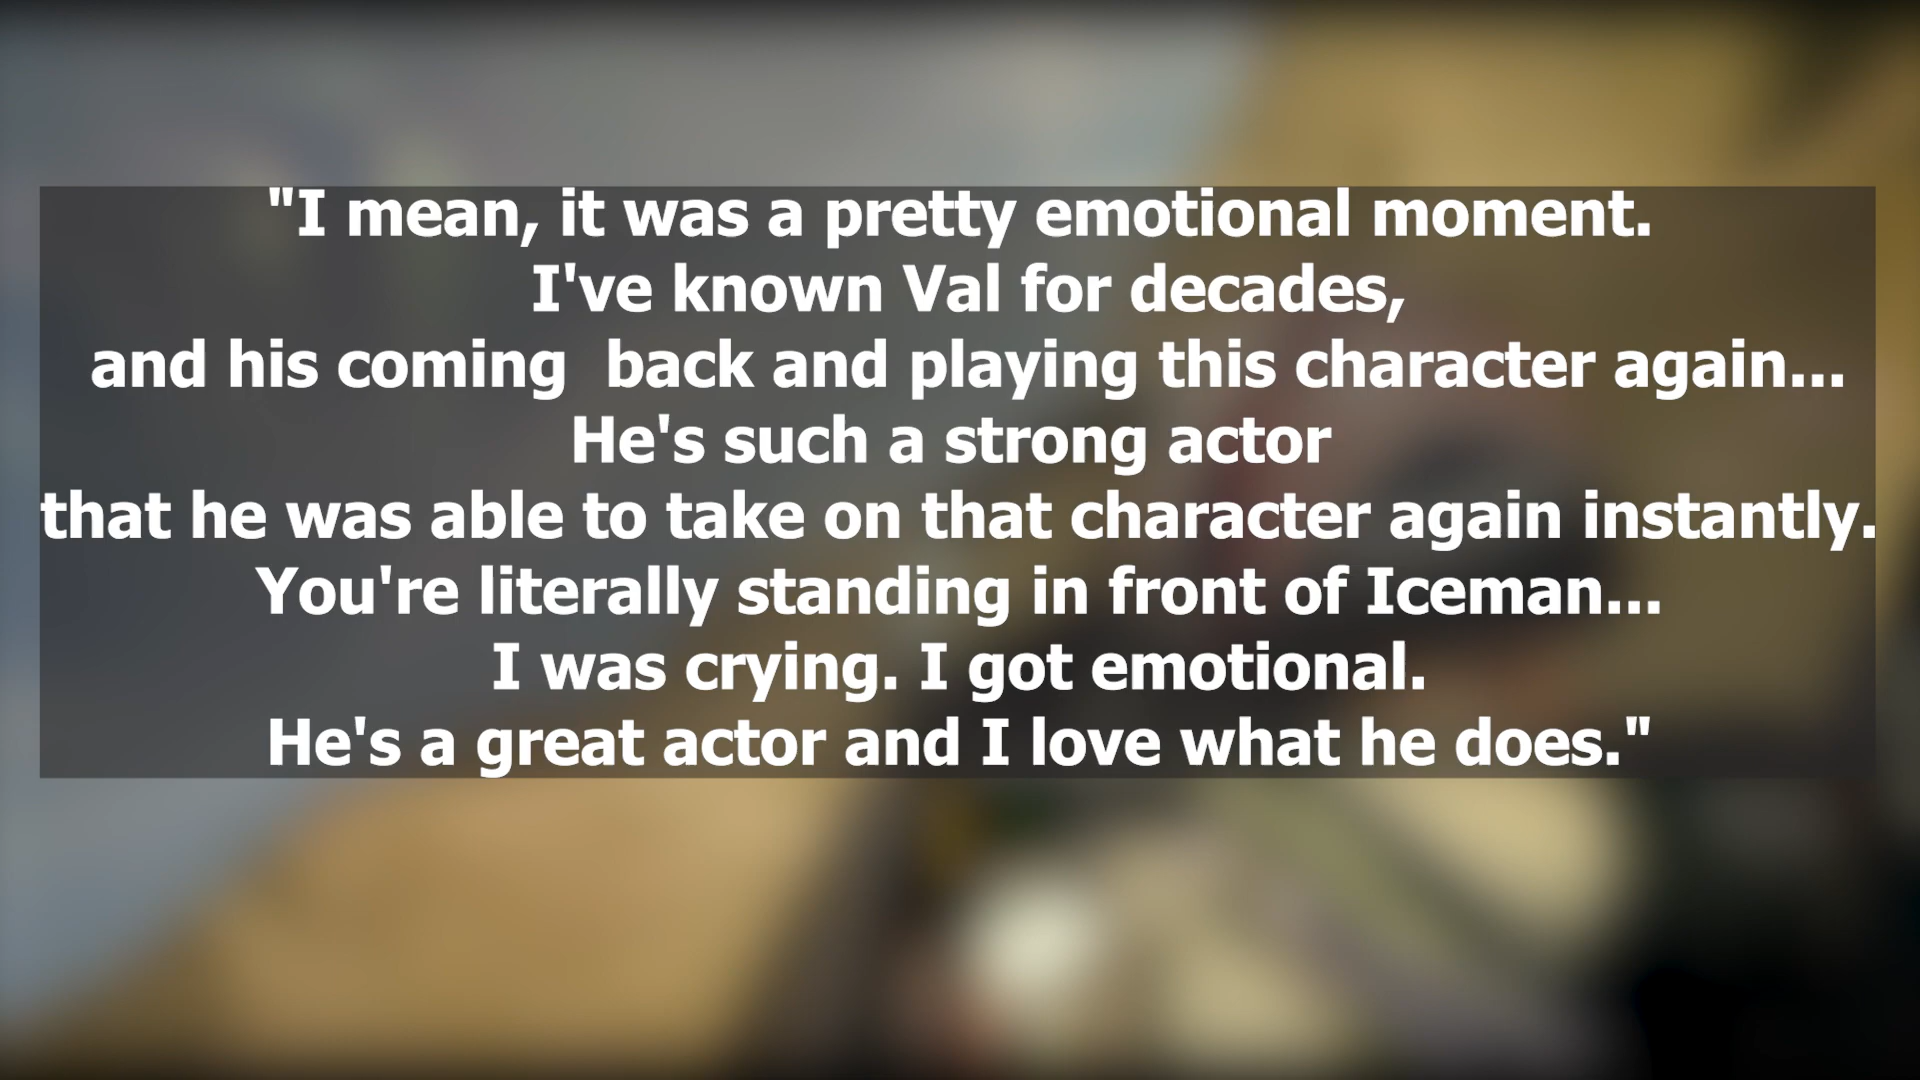 "I mean, it was a pretty emotional moment.
I've known Val for decades,
and his coming  back and playing this character again...
He's such a strong actor
that he was able to take on that character again instantly.
You're literally standing in front of Iceman...
I was crying. I got emotional.
He's a great actor and I love what he does."